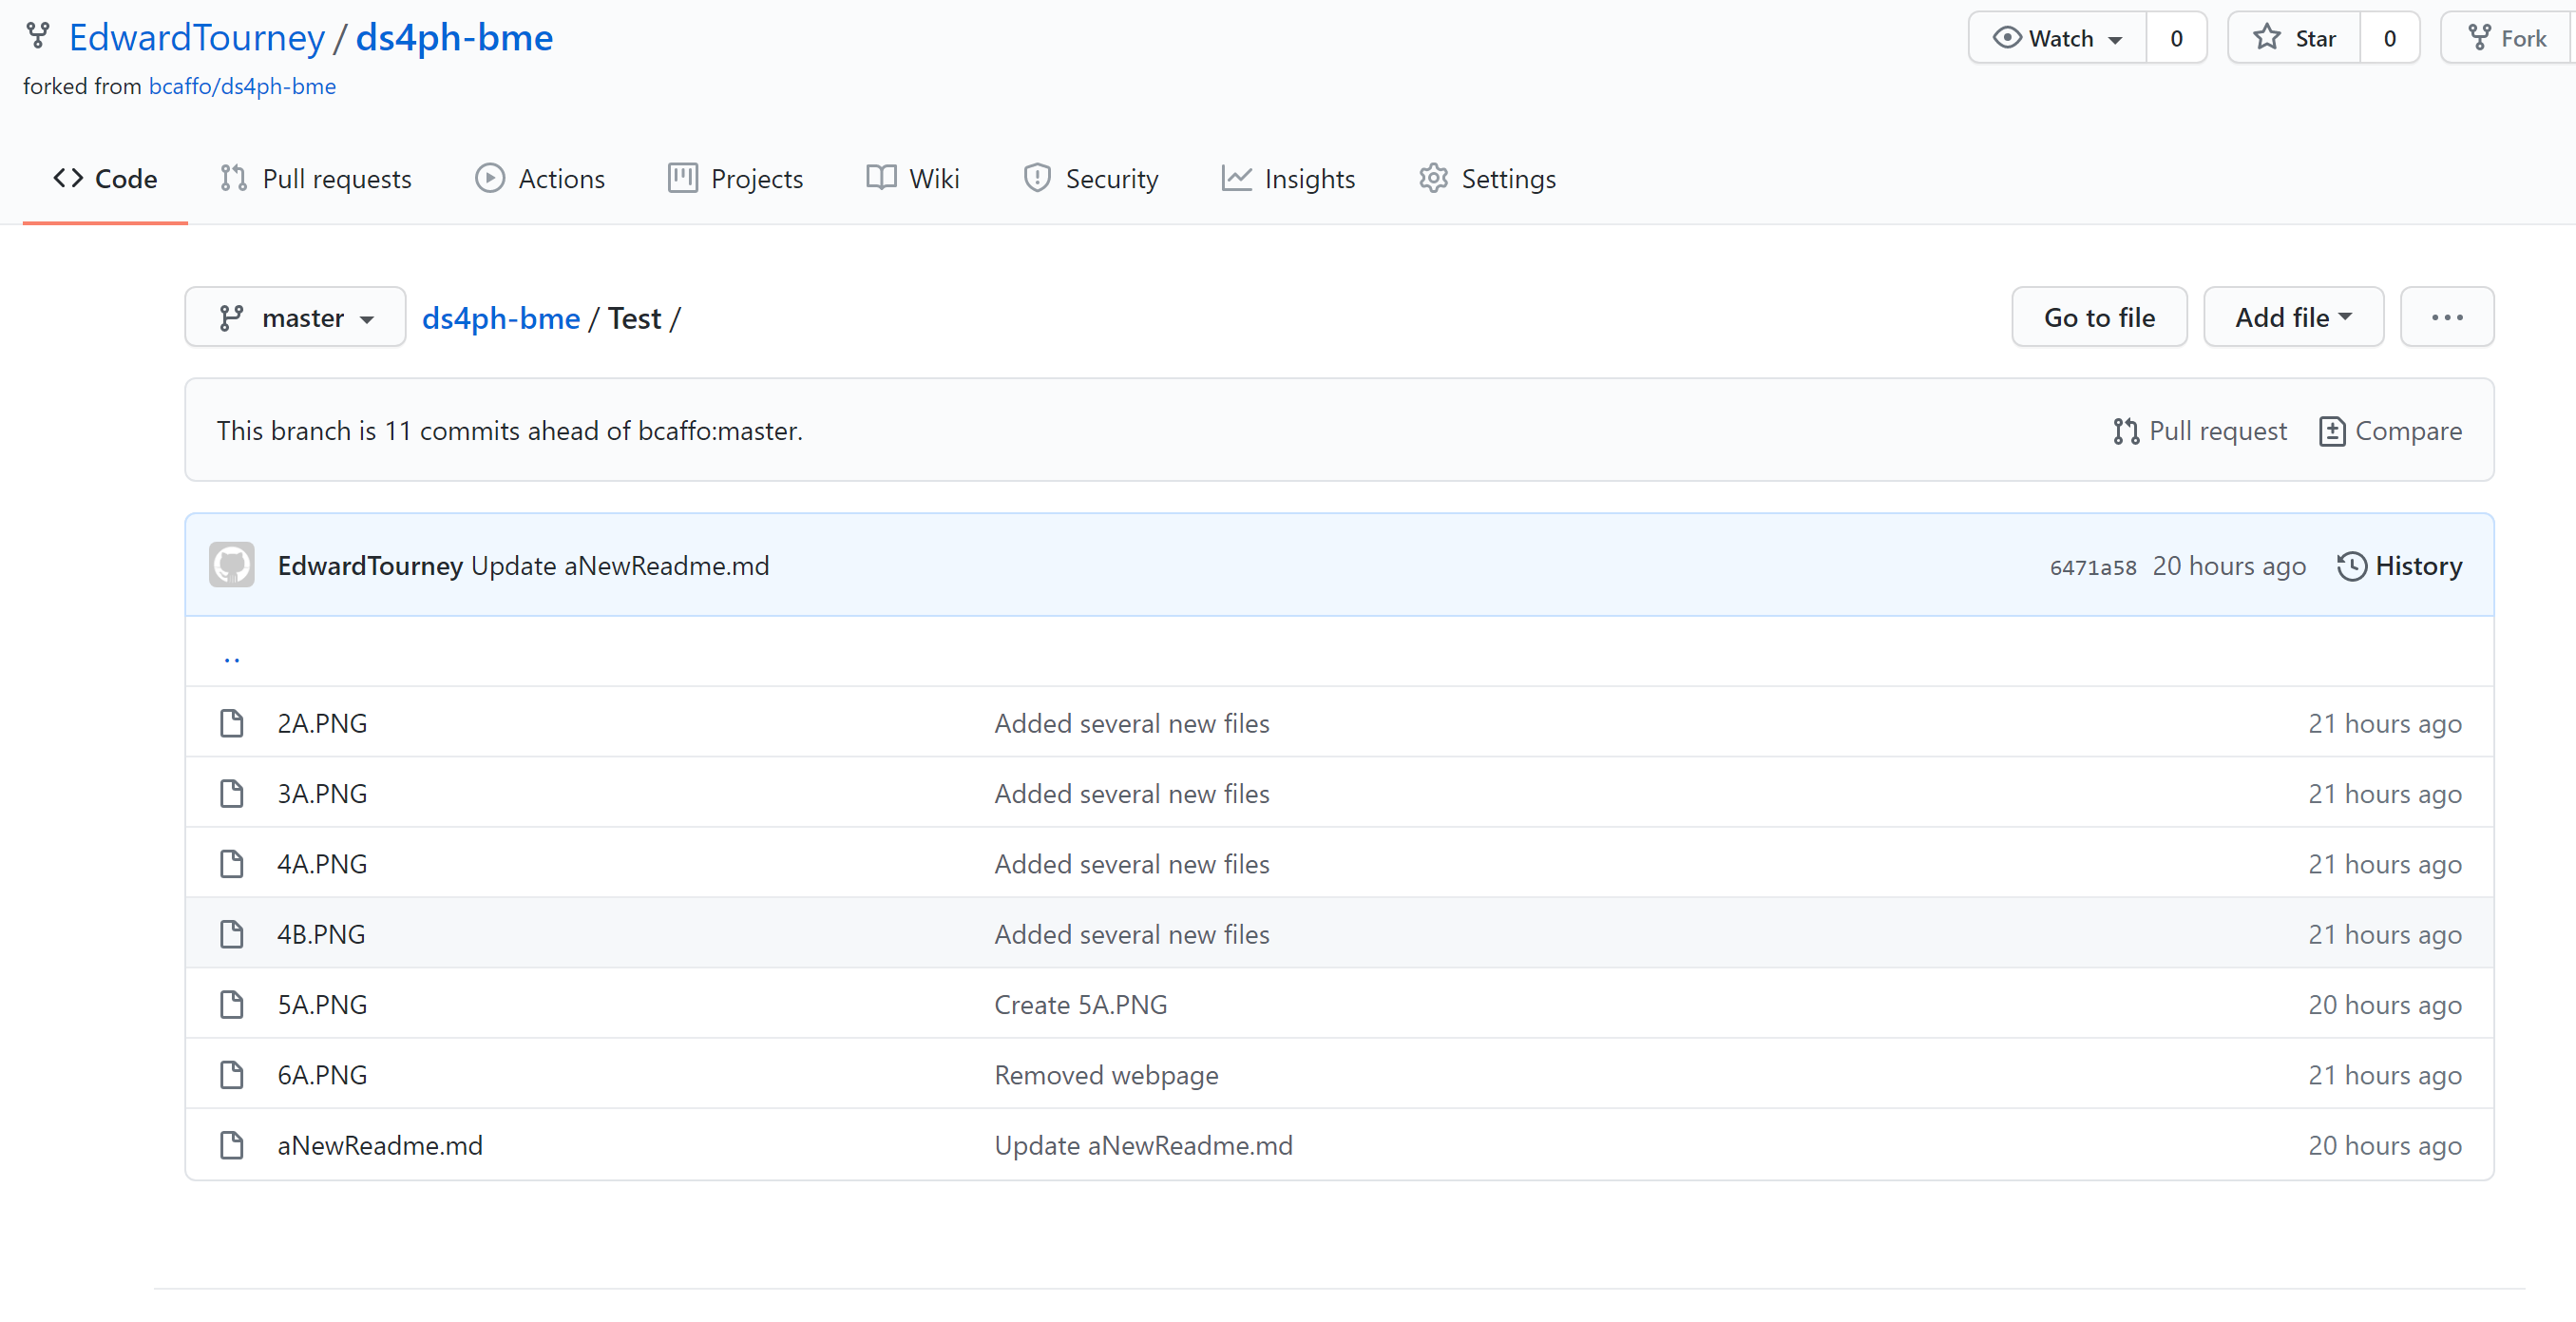 EdwardTourney / ds4ph-bme
Watch 0 Star 0 Fork
forked from bcaffo/ds4ph-bme
Code Pull requests Actions Projects Wiki Security Insights Settings
master ds4ph-bme / Test / Go to file Add file ...
This branch is 11 commits ahead of bcaffo:master. Pull request Compare
EdwardTourney Update aNewReadme.md 6471a58 20 hours ago History
..
2A.PNG Added several new files 21 hours ago
3A.PNG Added several new files 21 hours ago
4A.PNG Added several new files 21 hours ago
4B.PNG Added several new files 21 hours ago
5A.PNG Create 5A.PNG 20 hours ago
6A.PNG Removed webpage 21 hours ago
aNewReadme.md Update aNewReadme.md 20 hours ago